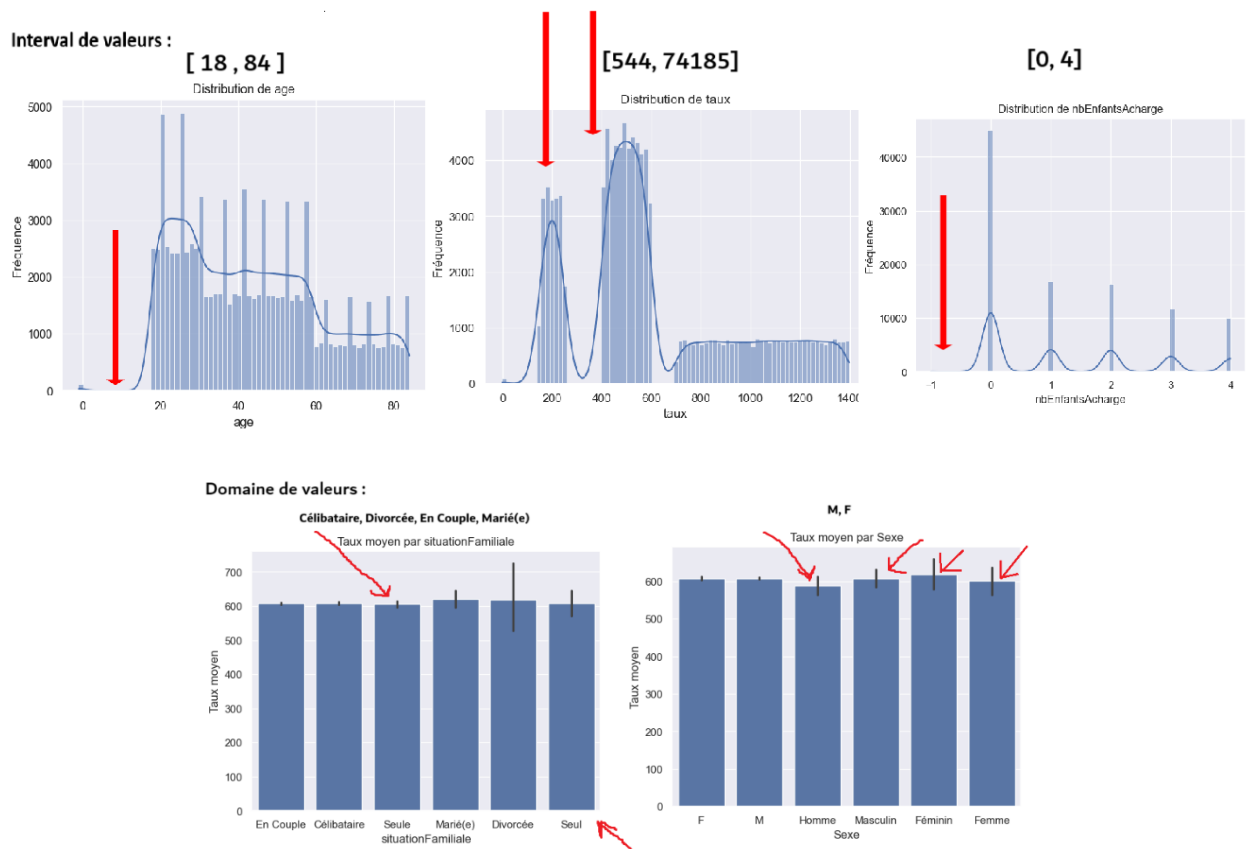 Interval de valeurs :
[ 18 , 84 ]
[544, 74185]
[0, 4]
Distribution de age
5000
4000
3000
2000
1000
0
Fréquence
0 20 40 60 80
age
Distribution de taux
4000
3000
2000
1000
0
Fréquence
0 200 400 600 800 1000 1200 1400
taux
Distribution de nbEnfantsAcharge
40000
30000
20000
10000
0
Fréquence
-1 0 1 2 3 4
nbEnfantsAcharge
Domaine de valeurs :
Célibataire, Divorcée, En Couple, Marié(e)
M, F
Taux moyen par situationFamiliale
700
600
500
400
300
200
100
0
Taux moyen
En Couple Célibataire Seule Marié(e) Divorcée Seul
situationFamiliale
Taux moyen par Sexe
600
500
400
300
200
100
0
Taux moyen
F M Homme Masculin Féminin Femme
Sexe